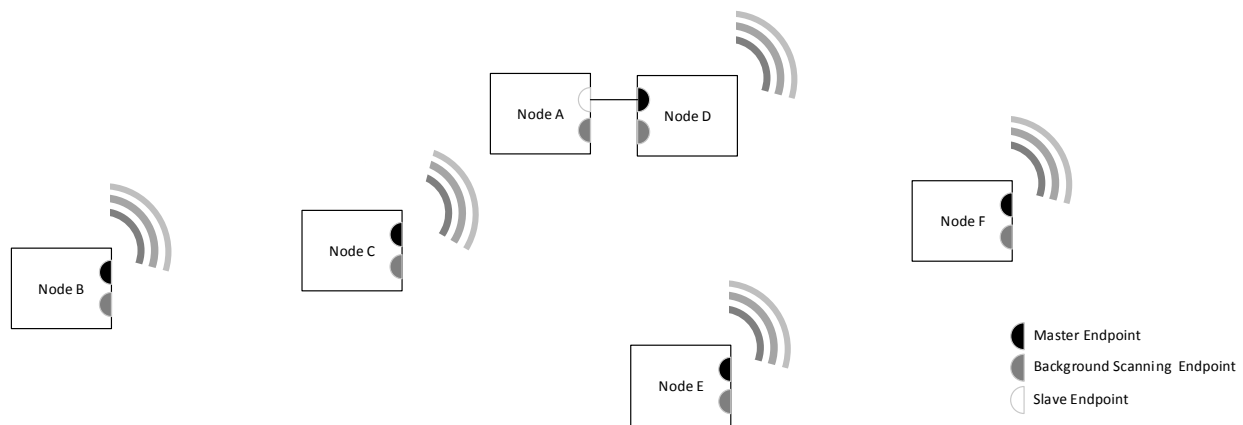 Node A
Node D
Node F
Node C
Node B
Node E
Master Endpoint
Background Scanning Endpoint
Slave Endpoint